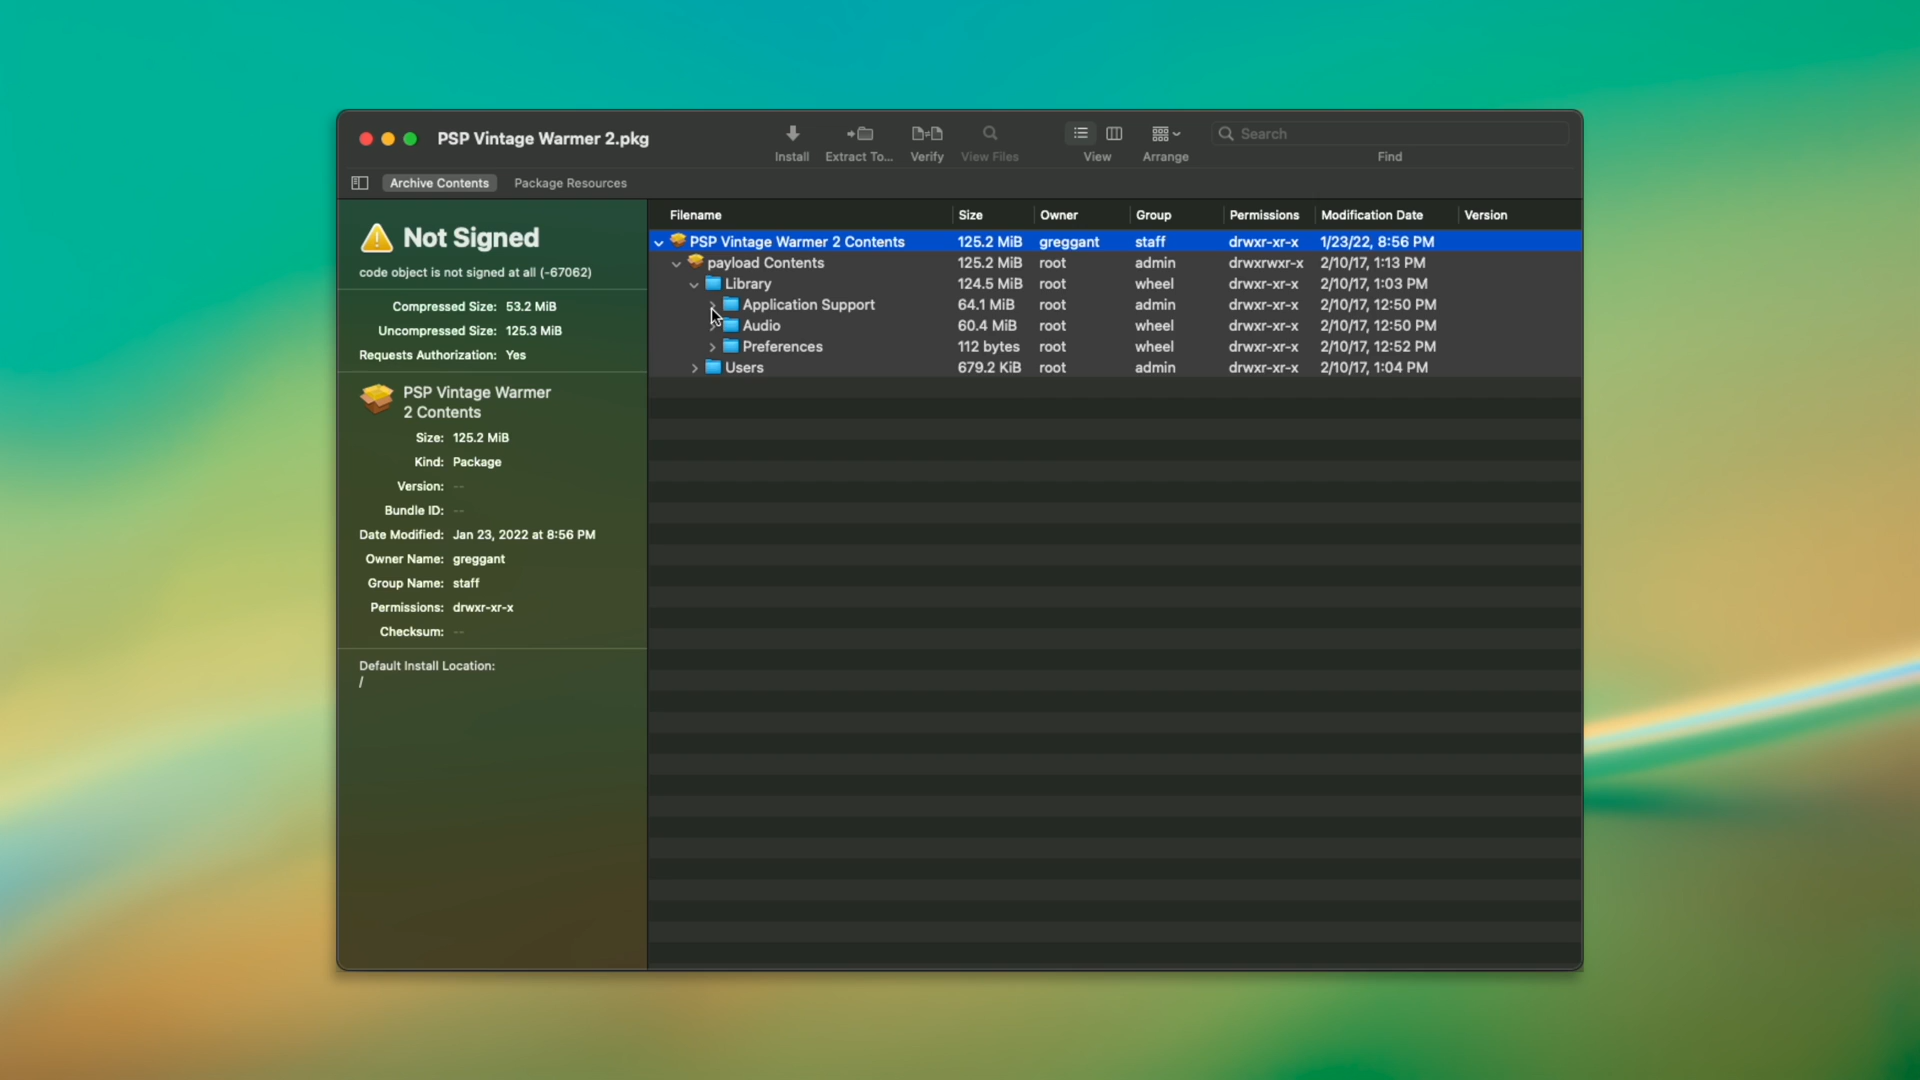 PSP Vintage Warmer 2.pkg
Install
Extract To...
Verify
View Files
View
Arrange
Search
Find
Archive Contents
Package Resources
Not Signed
code object is not signed at all (-67062)
Compressed Size: 53.2 MiB
Uncompressed Size: 125.3 MiB
Requests Authorization: Yes
PSP Vintage Warmer
2 Contents
Size: 125.2 MiB
Kind: Package
Version: --
Bundle ID: --
Date Modified: Jan 23, 2022 at 8:56 PM
Owner Name: greggant
Group Name: staff
Permissions: drwxr-xr-x
Checksum: --
Default Install Location:
/
Filename Size Owner Group Permissions Modification Date Version
PSP Vintage Warmer 2 Contents 125.2 MiB greggant staff drwxr-xr-x 1/23/22, 8:56 PM
payload Contents 125.2 MiB root admin drwxrwxr-x 2/10/17, 1:13 PM
Library 124.5 MiB root wheel drwxr-xr-x 2/10/17, 1:03 PM
Application Support 64.1 MiB root admin drwxr-xr-x 2/10/17, 12:50 PM
Audio 60.4 MiB root wheel drwxr-xr-x 2/10/17, 12:50 PM
Preferences 112 bytes root wheel drwxr-xr-x 2/10/17, 12:52 PM
Users 679.2 KiB root admin drwxr-xr-x 2/10/17, 1:04 PM